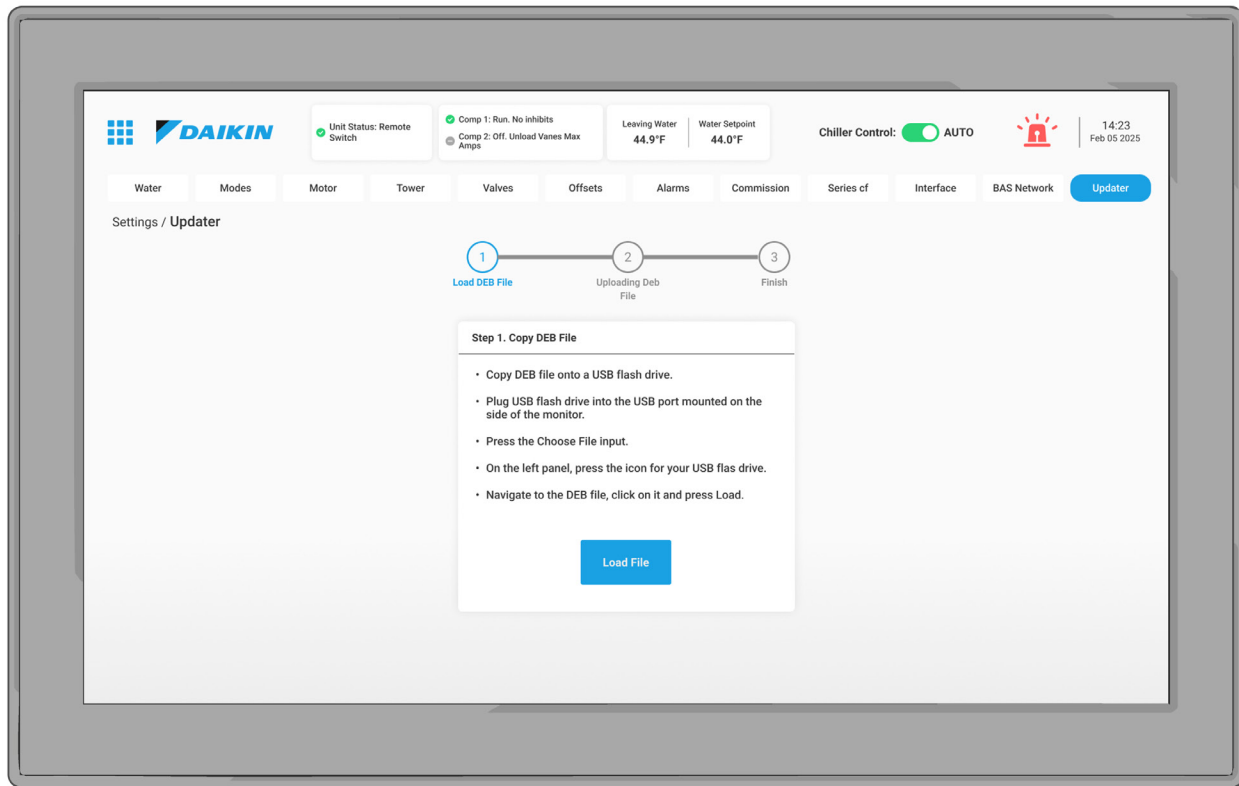 DAIKIN
Unit Status: Remote
Switch
Comp 1: Run. No inhibits
Comp 2: Off. Unload Vanes Max
Amps
Leaving Water
44.9°F
Water Setpoint
44.0°F
Chiller Control:
AUTO
14:23
Feb 05 2025
Water
Modes
Motor
Tower
Valves
Offsets
Alarms
Commission
Series cf
Interface
BAS Network
Updater
Settings / Updater
1
Load DEB File
2
Uploading Deb
File
3
Finish
Step 1. Copy DEB File
• Copy DEB file onto a USB flash drive.
• Plug USB flash drive into the USB port mounted on the
side of the monitor.
• Press the Choose File input.
• On the left panel, press the icon for your USB flas drive.
• Navigate to the DEB file, click on it and press Load.
Load File